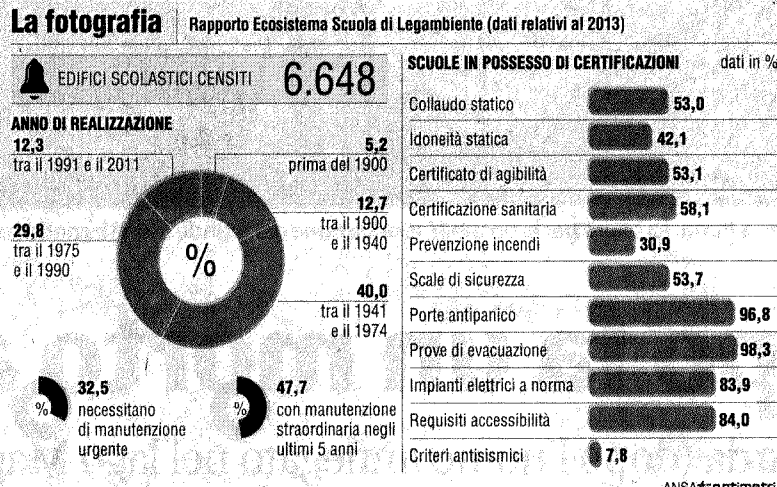 La fotografia
Rapporto Ecosistema Scuola di Legambiente (dati relativi al 2013)
EDIFICI SCOLASTICI CENSITI 6.648
ANNO DI REALIZZAZIONE
12,3
tra il 1991 e il 2011
5,2
prima del 1900
12,7
tra il 1900
e il 1940
29,8
tra il 1975
e il 1990
%
40,0
tra il 1941
e il 1974
%
32,5
necessitano
di manutenzione
urgente
%
47,7
con manutenzione
straordinaria negli
ultimi 5 anni
SCUOLE IN POSSESSO DI CERTIFICAZIONI dati in %
Collaudo statico 53,0
Idoneità statica 42,1
Certificato di agibilità 53,1
Certificazione sanitaria 58,1
Prevenzione incendi 30,9
Scale di sicurezza 53,7
Porte antipanico 96,8
Prove di evacuazione 98,3
Impianti elettrici a norma 83,9
Requisiti accessibilità 84,0
Criteri antisismici 7,8